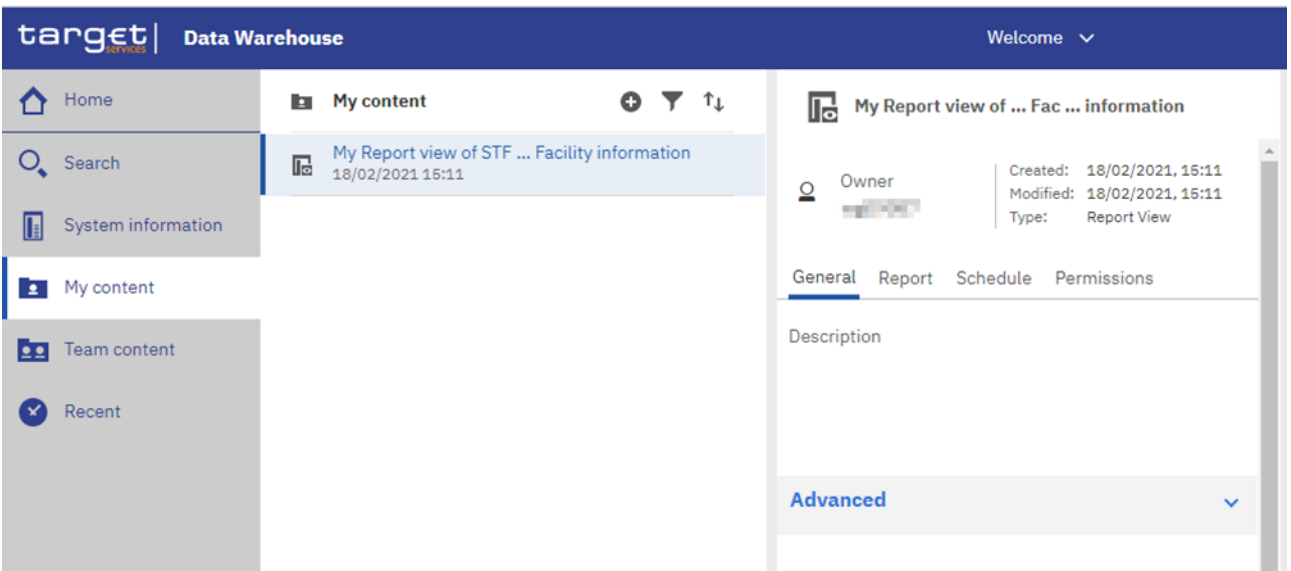 target services | Data Warehouse
Welcome
Home
Search
System information
My content
Team content
Recent
My content
My Report view of STF ... Facility information
18/02/2021 15:11
My Report view of ... Fac ... information
Owner
Created: 18/02/2021, 15:11
Modified: 18/02/2021, 15:11
Type: Report View
General Report Schedule Permissions
Description
Advanced